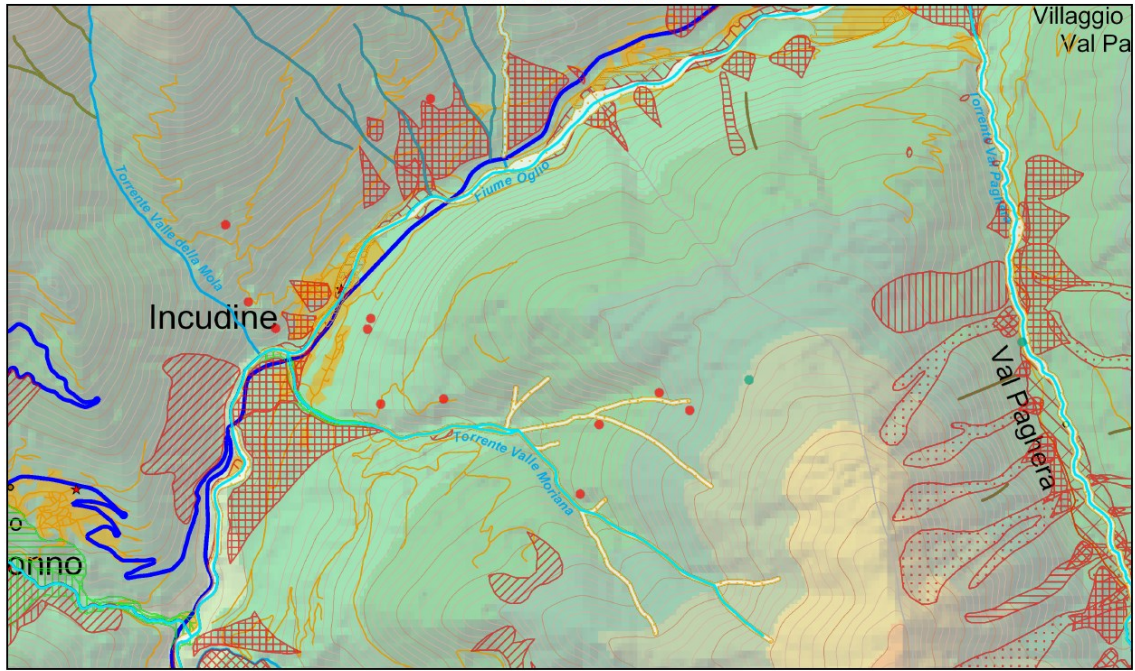 Villaggio
Val Pa
Torrente Val Paghera
Fiume Oglio
Torrente Valle della Mola
Incudine
Val Paghera
Torrente Valle Moriana
o
onno